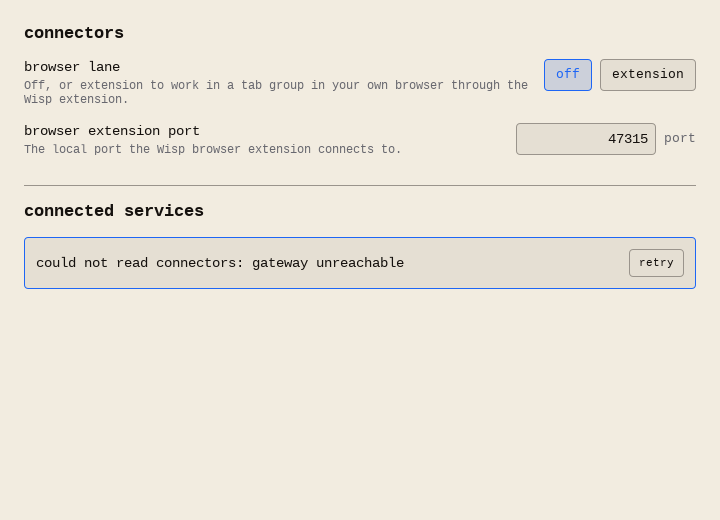 connectors
browser lane
Off, or extension to work in a tab group in your own browser through the
Wisp extension.
off
extension
browser extension port
The local port the Wisp browser extension connects to.
47315
port
connected services
could not read connectors: gateway unreachable
retry